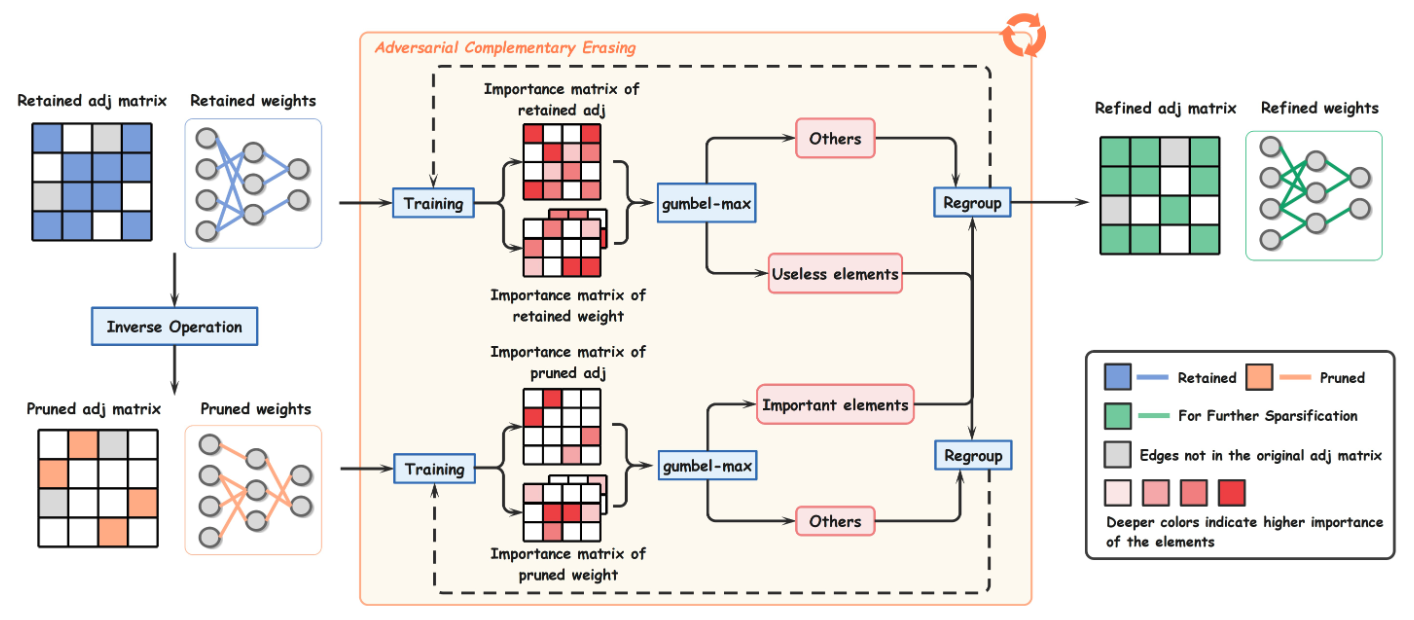 Adversarial Complementary Erasing
Retained adj matrix
Retained weights
Importance matrix of
retained adj
Training
gumbel-max
Others
Useless elements
Regroup
Importance matrix of
retained weight
Inverse Operation
Pruned adj matrix
Pruned weights
Importance matrix of
pruned adj
Training
gumbel-max
Important elements
Others
Regroup
Importance matrix of
pruned weight
Refined adj matrix
Refined weights
Retained
Pruned
For Further Sparsification
Edges not in the original adj matrix
Deeper colors indicate higher importance
of the elements